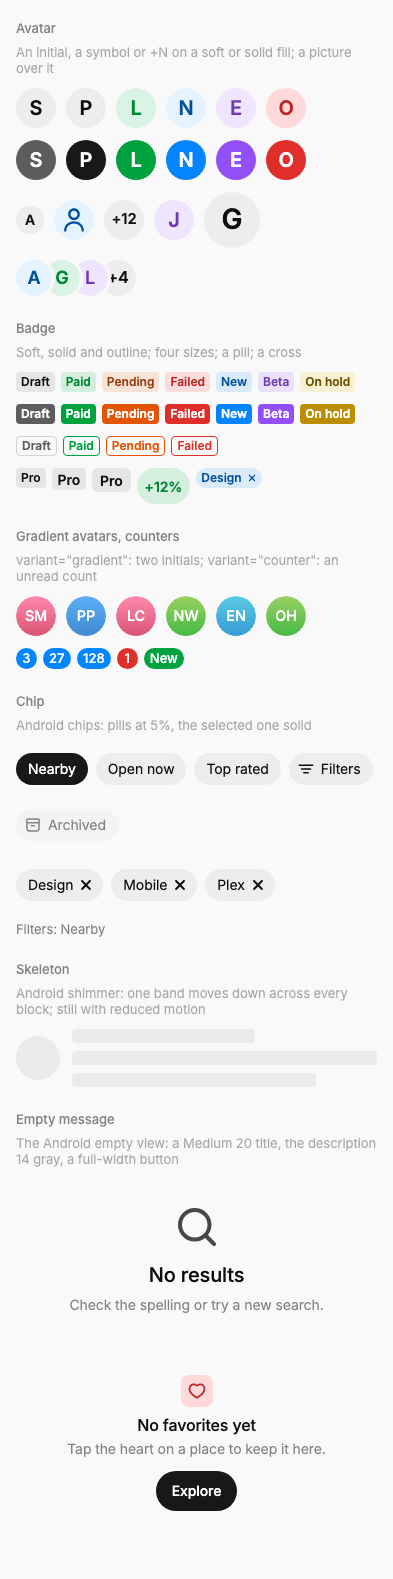 Avatar
An initial, a symbol or +N on a soft or solid fill; a picture
over it
S P L N E O
S P L N E O
A +12 J G
A G L +4
Badge
Soft, solid and outline; four sizes; a pill; a cross
Draft Paid Pending Failed New Beta On hold
Draft Paid Pending Failed New Beta On hold
Draft Paid Pending Failed
Pro Pro Pro +12% Design ×
Gradient avatars, counters
variant="gradient": two initials; variant="counter": an
unread count
SM PP LC NW EN OH
3 27 128 1 New
Chip
Android chips: pills at 5%, the selected one solid
Nearby Open now Top rated Filters
Archived
Design × Mobile × Plex ×
Filters: Nearby
Skeleton
Android shimmer: one band moves down across every
block; still with reduced motion
Empty message
The Android empty view: a Medium 20 title, the description
14 gray, a full-width button
No results
Check the spelling or try a new search.
No favorites yet
Tap the heart on a place to keep it here.
Explore